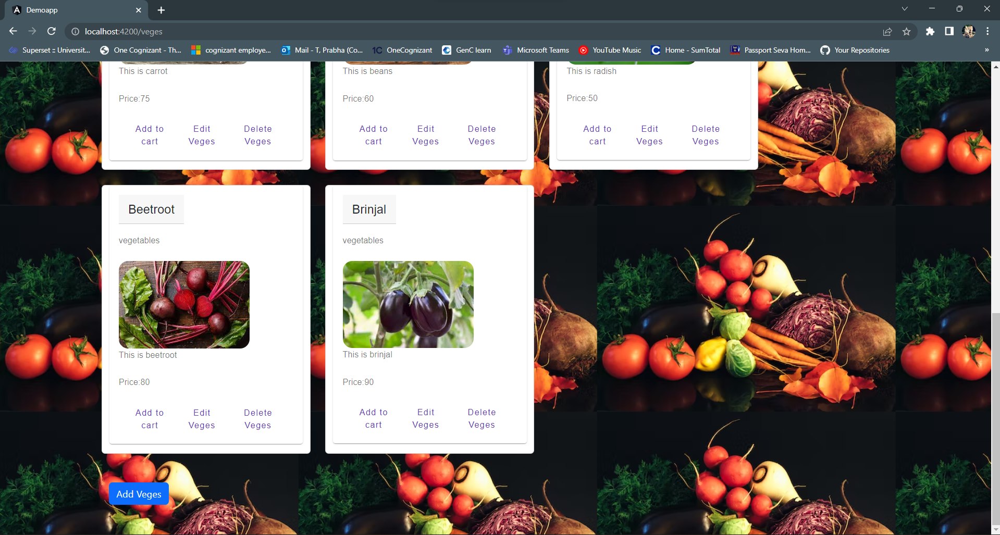 Demoapp
localhost:4200/veges
Superset :: Universit... One Cognizant - Th... cognizant employe... Mail - T, Prabha (Co... 1C OneCognizant GenC learn Microsoft Teams YouTube Music Home - SumTotal Passport Seva Hom... Your Repositories »
This is carrot This is beans This is radish
Price:75 Price:60 Price:50
Add to Edit Delete Add to Edit Delete Add to Edit Delete
cart Veges Veges cart Veges Veges cart Veges Veges
Beetroot Brinjal
vegetables vegetables
This is beetroot This is brinjal
Price:80 Price:90
Add to Edit Delete Add to Edit Delete
cart Veges Veges cart Veges Veges
Add Veges